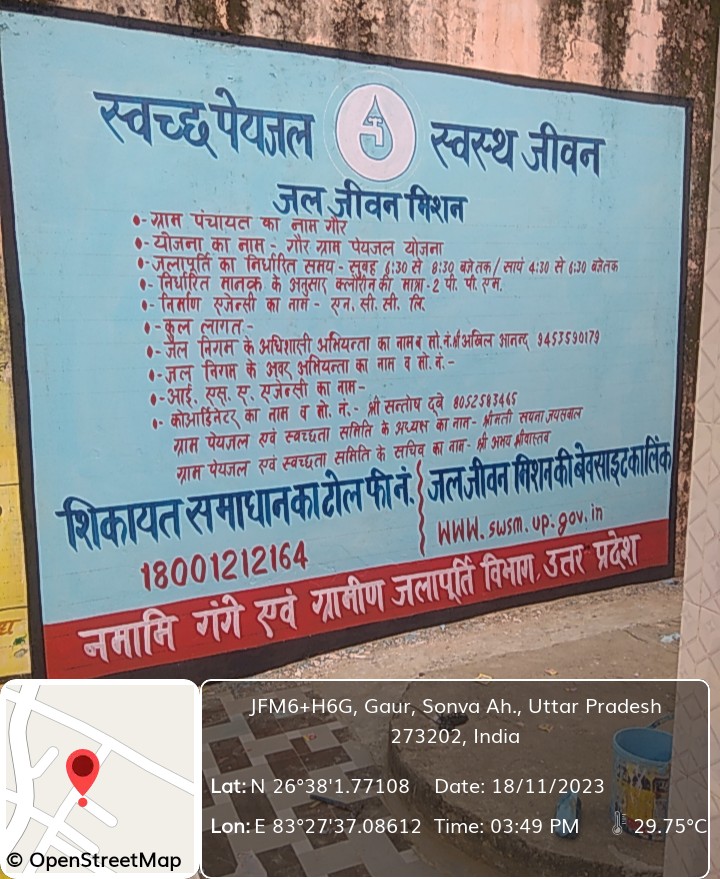 स्वच्छ पेयजल स्वस्थ जीवन
जल जीवन मिशन
•- ग्राम पंचायत का नाम गौर
•- योजना का नाम - गौर ग्राम पेयजल योजना
•- जलापूर्ति का निर्धारित समय - सुबह 6:30 से 8:30 बजे तक / सायं 4:30 से 6:30 बजे तक
•- निर्धारित मानक के अनुसार क्लोरीन की मात्रा - 2 पी. पी. एम.
•- निर्माण एजेन्सी का नाम - एन. सी. सी. लि.
•- कुल लागत -
•- जल निगम के अधिशाषी अभियन्ता का नाम व मो. नं. श्री अखिल आनन्द 9453590179
•- जल निगम के अवर अभियन्ता का नाम व मो. नं. -
•- आई. एस. ए. एजेन्सी का नाम -
•- कोआर्डिनेटर का नाम व मो. नं. - श्री सन्तोष दुबे 8052583465
ग्राम पेयजल एवं स्वच्छता समिति के अध्यक्ष का नाम - श्रीमती सपना जयसवाल
ग्राम पेयजल एवं स्वच्छता समिति के सचिव का नाम - श्री अभय श्रीवास्तव
शिकायत समाधान का टोल फ्री नं.
18001212164
जल जीवन मिशन की बेवसाइट का लिंक
WWW.swsm.up.gov.in
नमामि गंगे एवं ग्रामीण जलापूर्ति विभाग, उत्तर प्रदेश
JFM6+H6G, Gaur, Sonva Ah., Uttar Pradesh
273202, India
Lat: N 26°38'1.77108 Date: 18/11/2023
Lon: E 83°27'37.08612 Time: 03:49 PM 29.75°C
© OpenStreetMap